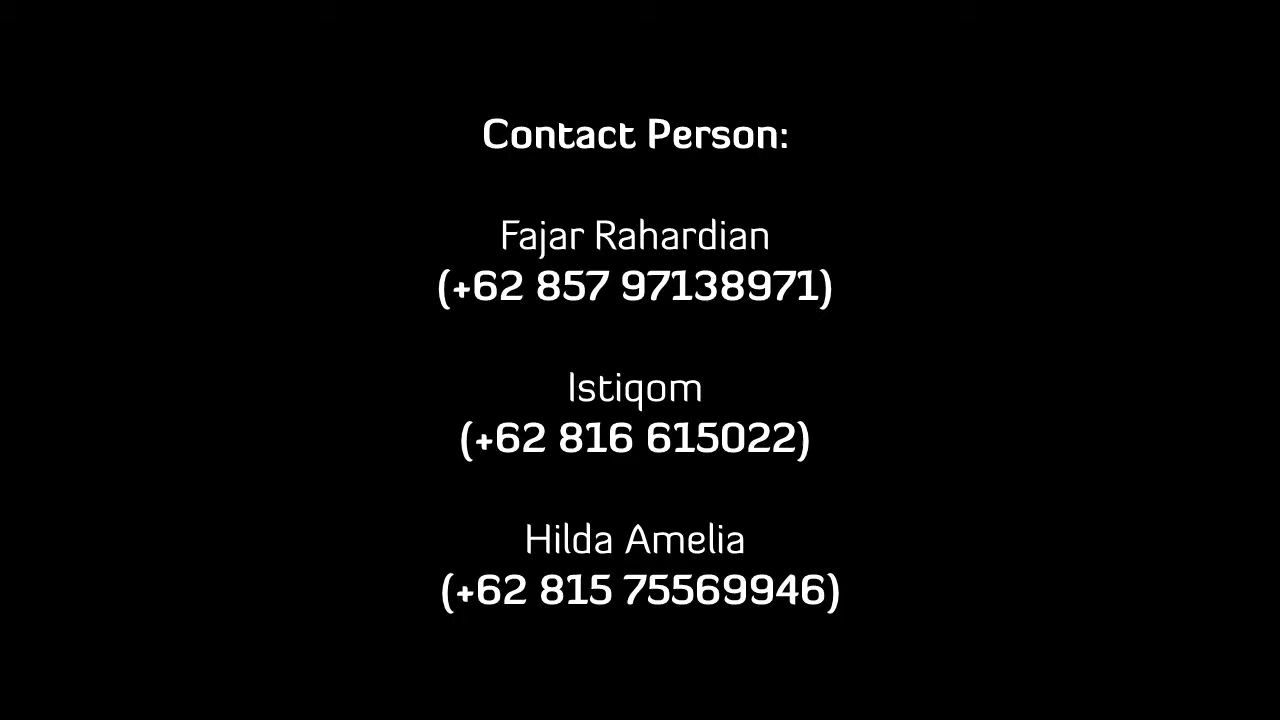 Contact Person:
Fajar Rahardian
(+62 857 97138971)
Istiqom
(+62 816 615022)
Hilda Amelia
(+62 815 75569946)